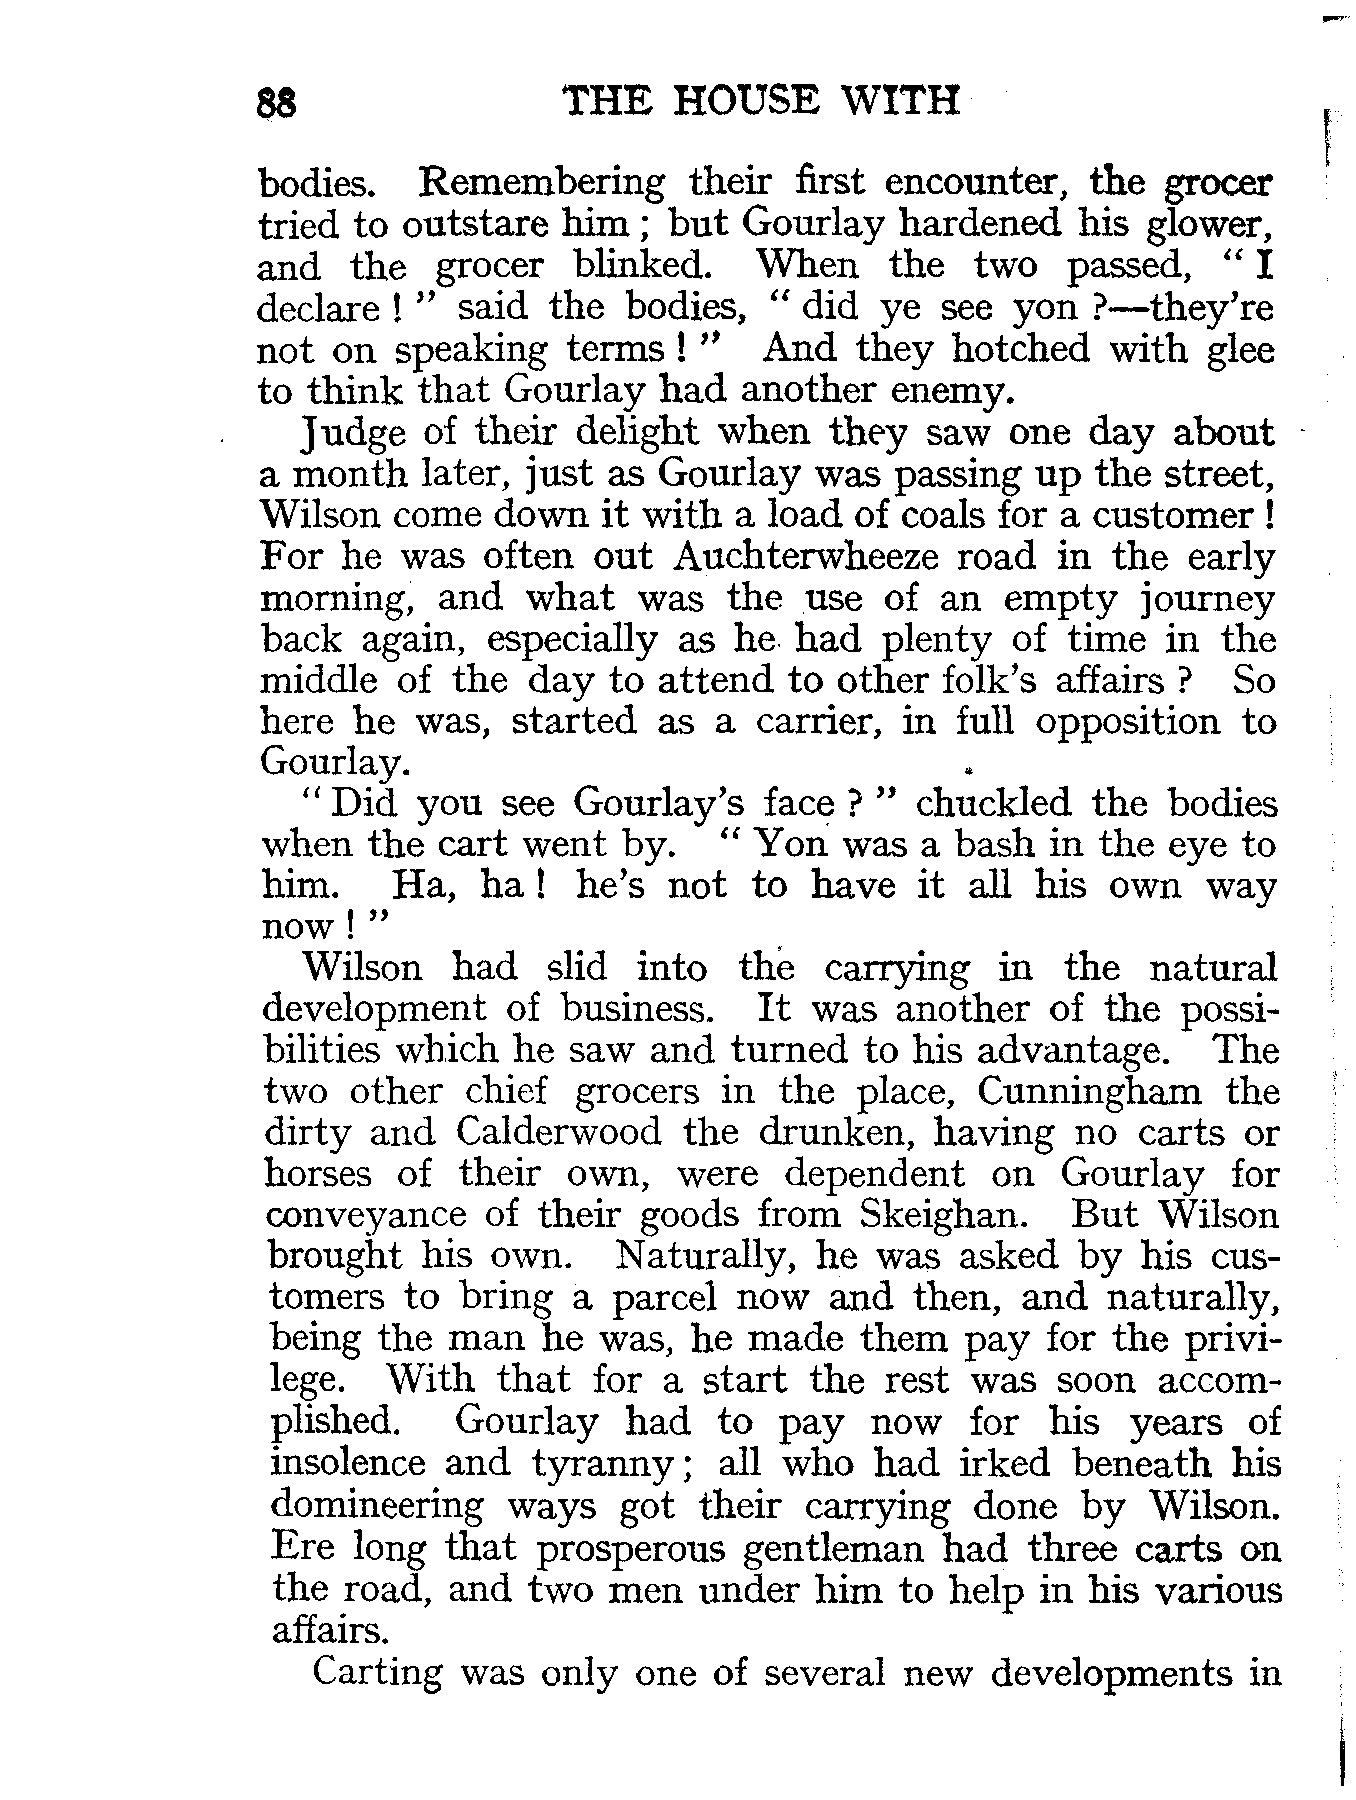 88 THE HOUSE WITH
bodies. Remembering their first encounter, the grocer
tried to outstare him ; but Gourlay hardened his glower,
and the grocer blinked. When the two passed, “ I
declare ! ” said the bodies, “ did ye see yon ?—they’re
not on speaking terms ! ” And they hotched with glee
to think that Gourlay had another enemy.
Judge of their delight when they saw one day about
a month later, just as Gourlay was passing up the street,
Wilson come down it with a load of coals for a customer !
For he was often out Auchterwheeze road in the early
morning, and what was the use of an empty journey
back again, especially as he had plenty of time in the
middle of the day to attend to other folk’s affairs ? So
here he was, started as a carrier, in full opposition to
Gourlay.
“ Did you see Gourlay’s face ? ” chuckled the bodies
when the cart went by. “ Yon was a bash in the eye to
him. Ha, ha ! he’s not to have it all his own way
now ! ”
Wilson had slid into the carrying in the natural
development of business. It was another of the possi-
bilities which he saw and turned to his advantage. The
two other chief grocers in the place, Cunningham the
dirty and Calderwood the drunken, having no carts or
horses of their own, were dependent on Gourlay for
conveyance of their goods from Skeighan. But Wilson
brought his own. Naturally, he was asked by his cus-
tomers to bring a parcel now and then, and naturally,
being the man he was, he made them pay for the privi-
lege. With that for a start the rest was soon accom-
plished. Gourlay had to pay now for his years of
insolence and tyranny ; all who had irked beneath his
domineering ways got their carrying done by Wilson.
Ere long that prosperous gentleman had three carts on
the road, and two men under him to help in his various
affairs.
Carting was only one of several new developments in